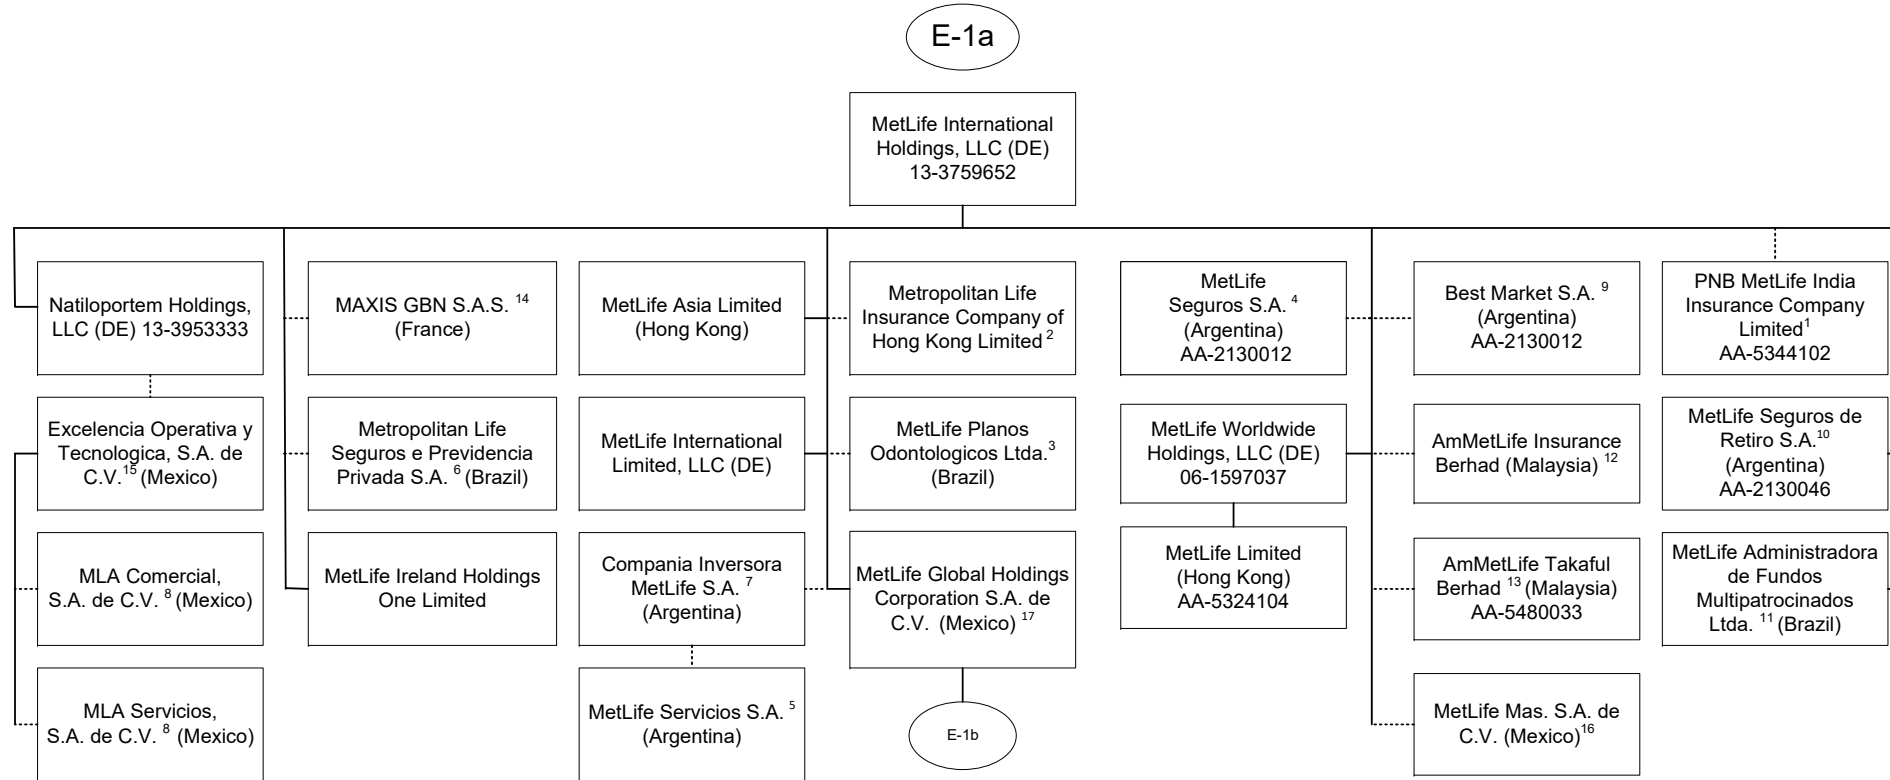 E-1a
MetLife International
Holdings, LLC (DE)
13-3759652
Natiloportem Holdings,
LLC (DE) 13-3953333
MAXIS GBN S.A.S. 14
(France)
MetLife Asia Limited
(Hong Kong)
Metropolitan Life
Insurance Company of
Hong Kong Limited 2
MetLife
Seguros S.A. 4
(Argentina)
AA-2130012
Best Market S.A. 9
(Argentina)
AA-2130012
PNB MetLife India
Insurance Company
Limited1
AA-5344102
Excelencia Operativa y
Tecnologica, S.A. de
C.V.15 (Mexico)
Metropolitan Life
Seguros e Previdencia
Privada S.A. 6 (Brazil)
MetLife International
Limited, LLC (DE)
MetLife Planos
Odontologicos Ltda.3
(Brazil)
MetLife Worldwide
Holdings, LLC (DE)
06-1597037
AmMetLife Insurance
Berhad (Malaysia) 12
MetLife Seguros de
Retiro S.A.10
(Argentina)
AA-2130046
MLA Comercial,
S.A. de C.V. 8 (Mexico)
MetLife Ireland Holdings
One Limited
Compania Inversora
MetLife S.A. 7
(Argentina)
MetLife Global Holdings
Corporation S.A. de
C.V. (Mexico) 17
MetLife Limited
(Hong Kong)
AA-5324104
AmMetLife Takaful
Berhad 13 (Malaysia)
AA-5480033
MetLife Administradora
de Fundos
Multipatrocinados
Ltda. 11 (Brazil)
MLA Servicios,
S.A. de C.V. 8 (Mexico)
MetLife Servicios S.A. 5
(Argentina)
E-1b
MetLife Mas. S.A. de
C.V. (Mexico)16